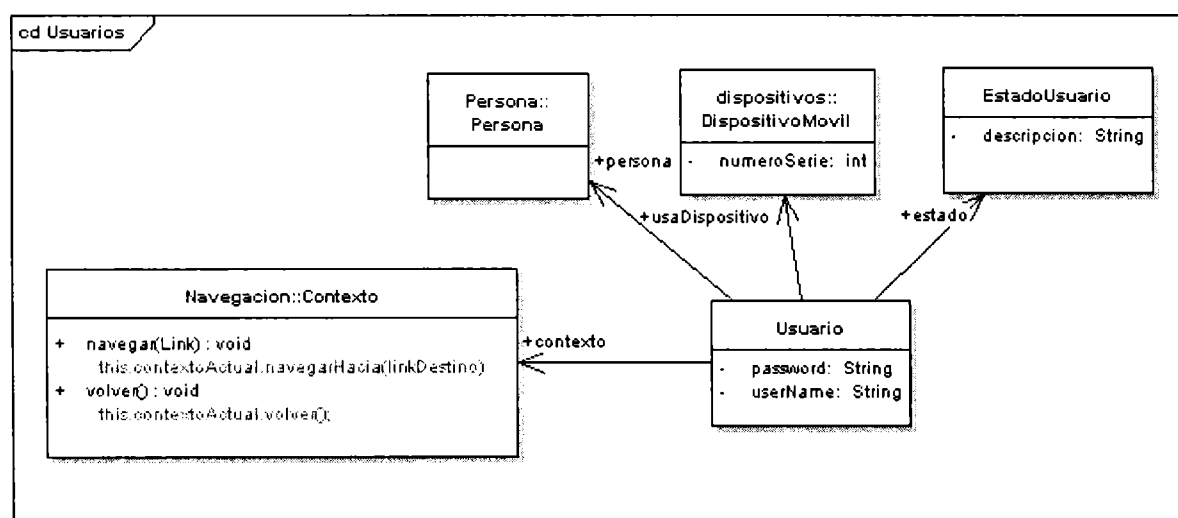 cd Usuarios
Persona::
Persona
dispositivos::
DispositivoMovil
- numeroSerie: int
EstadoUsuario
- descripcion: String
+persona
+usaDispositivo
+estado
Navegacion::Contexto
+ navegar(Link) : void
this.contextoActual.navegarHacia(linkDestino)
+ volver() : void
this.contextoActual.volver();
+contexto
Usuario
- password: String
- userName: String